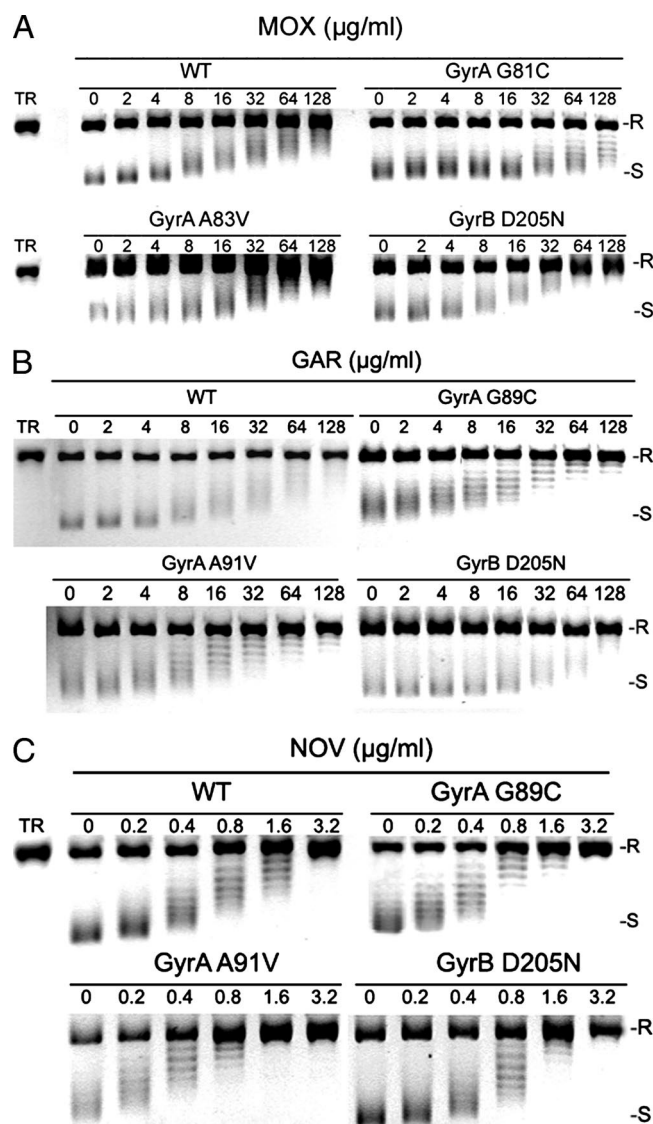 A
MOX (µg/ml)
WT GyrA G81C
TR 0 2 4 8 16 32 64 128 0 2 4 8 16 32 64 128
-R
-S
GyrA A83V GyrB D205N
TR 0 2 4 8 16 32 64 128 0 2 4 8 16 32 64 128
-R
-S
B
GAR (µg/ml)
WT GyrA G89C
TR 0 2 4 8 16 32 64 128 0 2 4 8 16 32 64 128
-R
-S
GyrA A91V GyrB D205N
0 2 4 8 16 32 64 128 0 2 4 8 16 32 64 128
-R
-S
C
NOV (µg/ml)
WT GyrA G89C
TR 0 0.2 0.4 0.8 1.6 3.2 0 0.2 0.4 0.8 1.6 3.2
-R
-S
GyrA A91V GyrB D205N
0 0.2 0.4 0.8 1.6 3.2 0 0.2 0.4 0.8 1.6 3.2
-R
-S